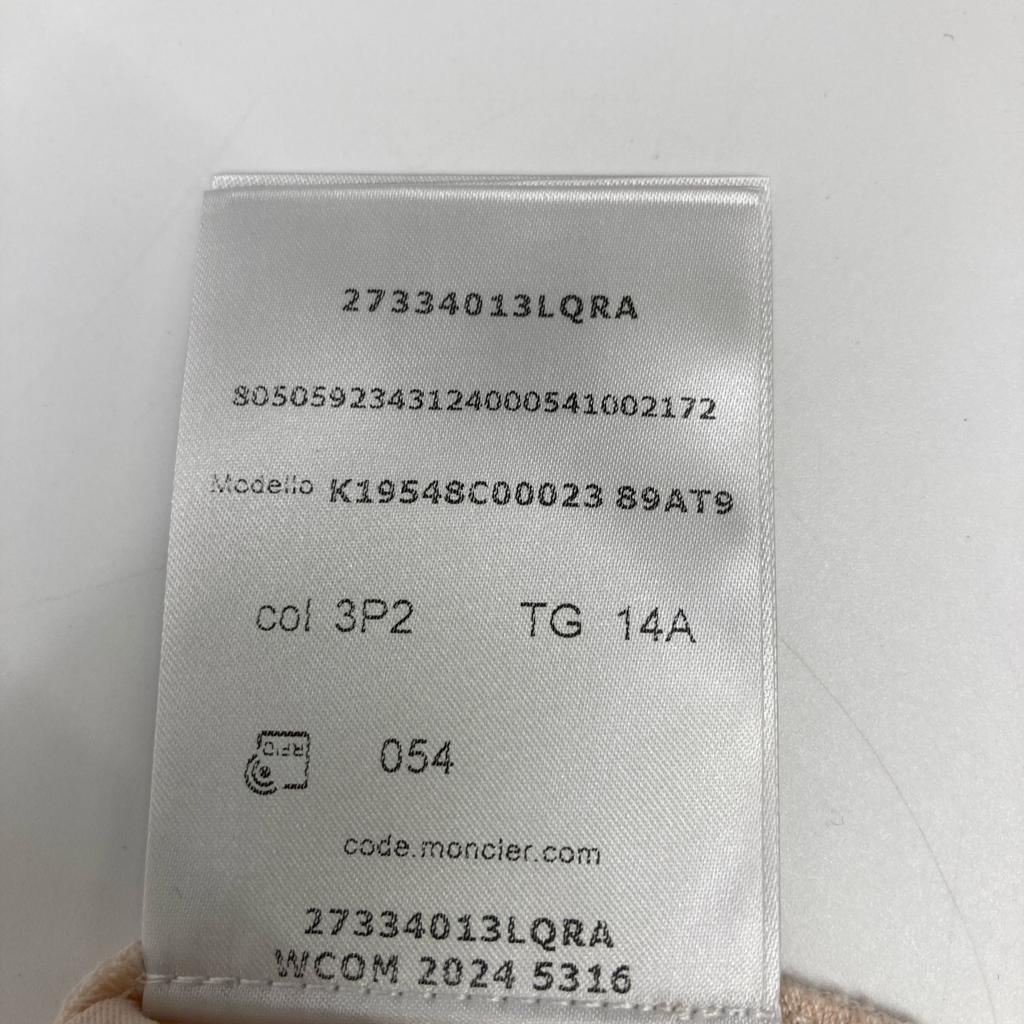 27334013LQRA
8050592343124000541002172
Modello K19548C00023 89AT9
col 3P2 TG 14A
RFID 054
code.moncler.com
27334013LQRA
WCOM 2024 5316